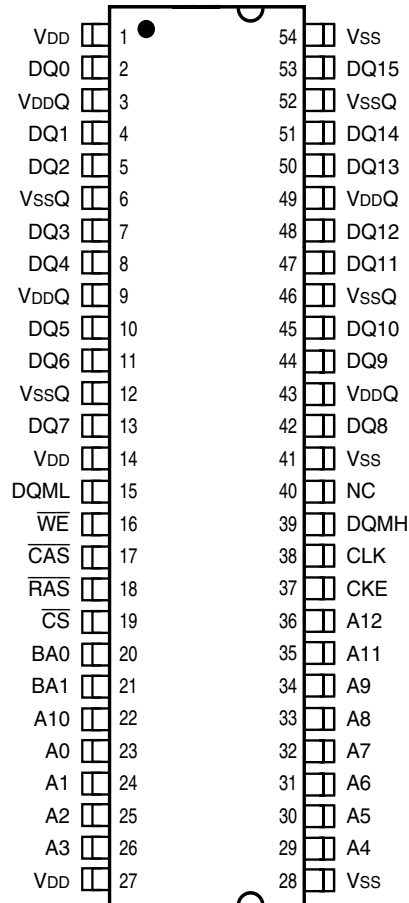 VDD 1 54 VSS
DQ0 2 53 DQ15
VDDQ 3 52 VSSQ
DQ1 4 51 DQ14
DQ2 5 50 DQ13
VSSQ 6 49 VDDQ
DQ3 7 48 DQ12
DQ4 8 47 DQ11
VDDQ 9 46 VSSQ
DQ5 10 45 DQ10
DQ6 11 44 DQ9
VSSQ 12 43 VDDQ
DQ7 13 42 DQ8
VDD 14 41 VSS
DQML 15 40 NC
WE 16 39 DQMH
CAS 17 38 CLK
RAS 18 37 CKE
CS 19 36 A12
BA0 20 35 A11
BA1 21 34 A9
A10 22 33 A8
A0 23 32 A7
A1 24 31 A6
A2 25 30 A5
A3 26 29 A4
VDD 27 28 VSS